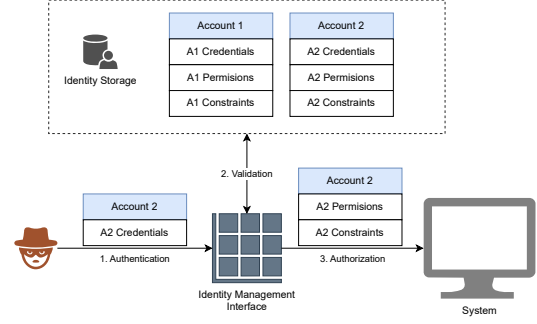 Account 1
Account 2
A1 Credentials
A2 Credentials
A1 Permisions
A2 Permisions
A1 Constraints
A2 Constraints
Identity Storage
2. Validation
Account 2
A2 Credentials
1. Authentication
Account 2
A2 Permisions
A2 Constraints
3. Authorization
Identity Management
Interface
System